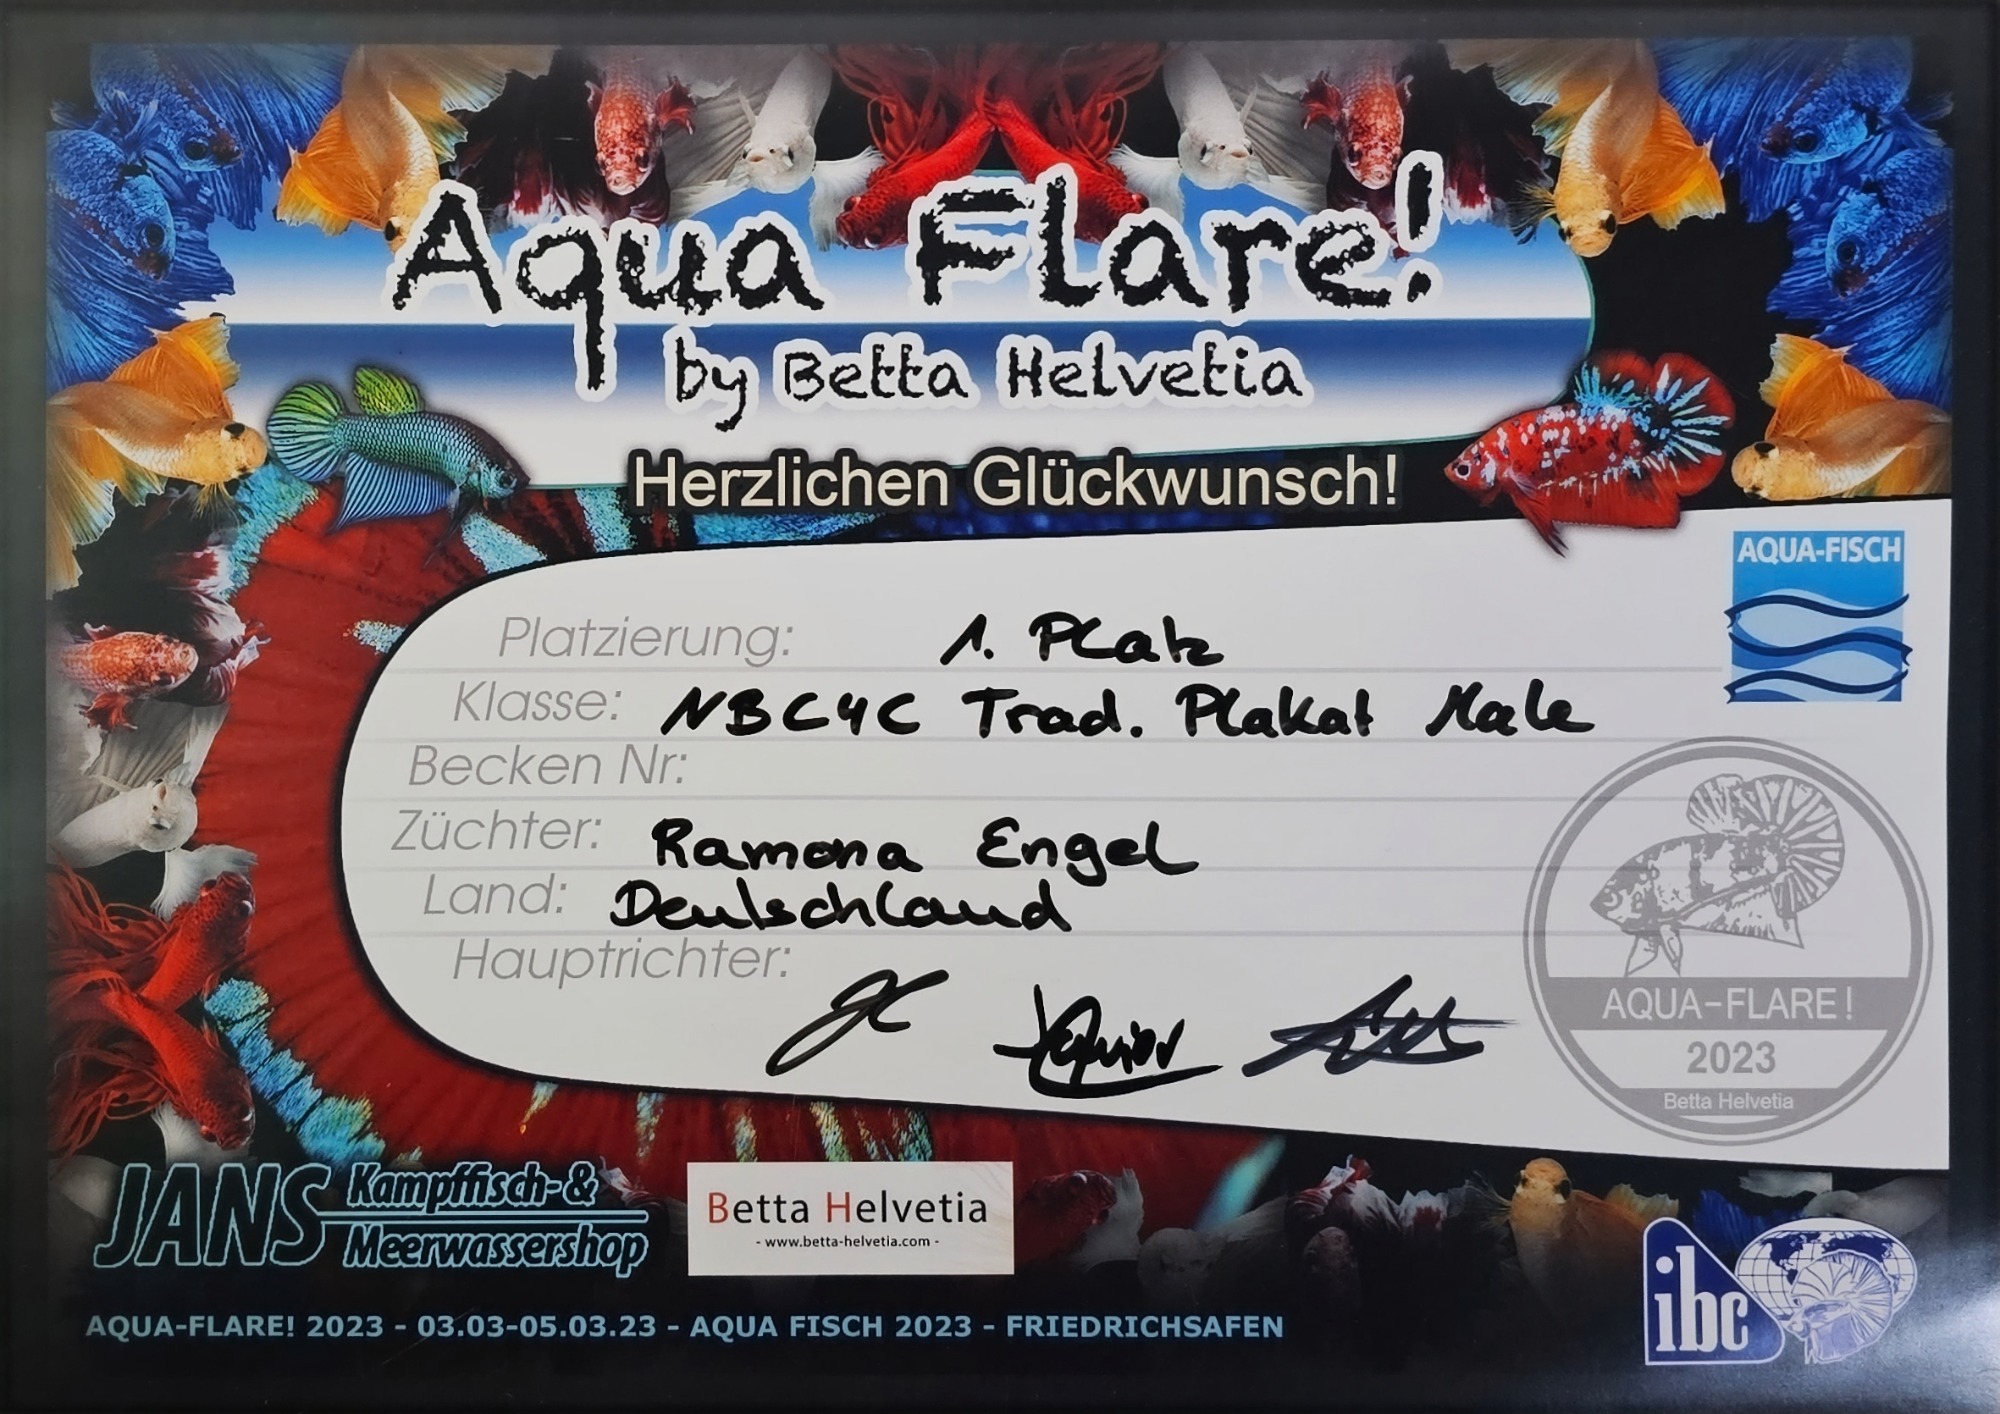 Aqua Flare!
by Betta Helvetia
Herzlichen Glückwunsch!
AQUA-FISCH
Platzierung: 1. Platz
Klasse: NBC4C Trad. Plakat Male
Becken Nr:
Züchter: Ramona Engel
Land: Deutschland
Hauptrichter:
AQUA-FLARE!
2023
Betta Helvetia
JANS Kampffisch-&
Meerwassershop
Betta Helvetia
- www.betta-helvetia.com -
ibc
AQUA-FLARE! 2023 - 03.03-05.03.23 - AQUA FISCH 2023 - FRIEDRICHSAFEN